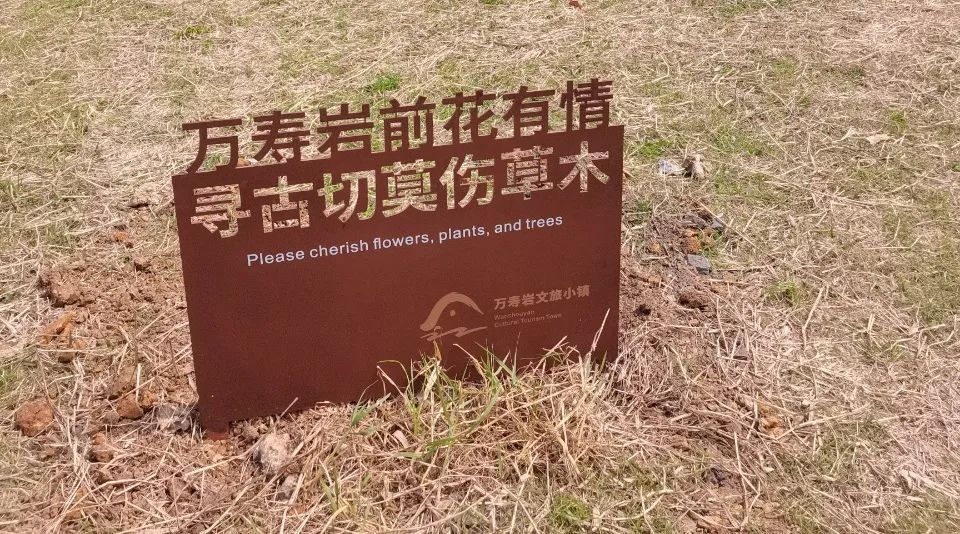 万寿岩前花有情
寻古切莫伤草木
Please cherish flowers, plants, and trees
万寿岩文旅小镇
Wanshouyan
Cultural Tourism Town